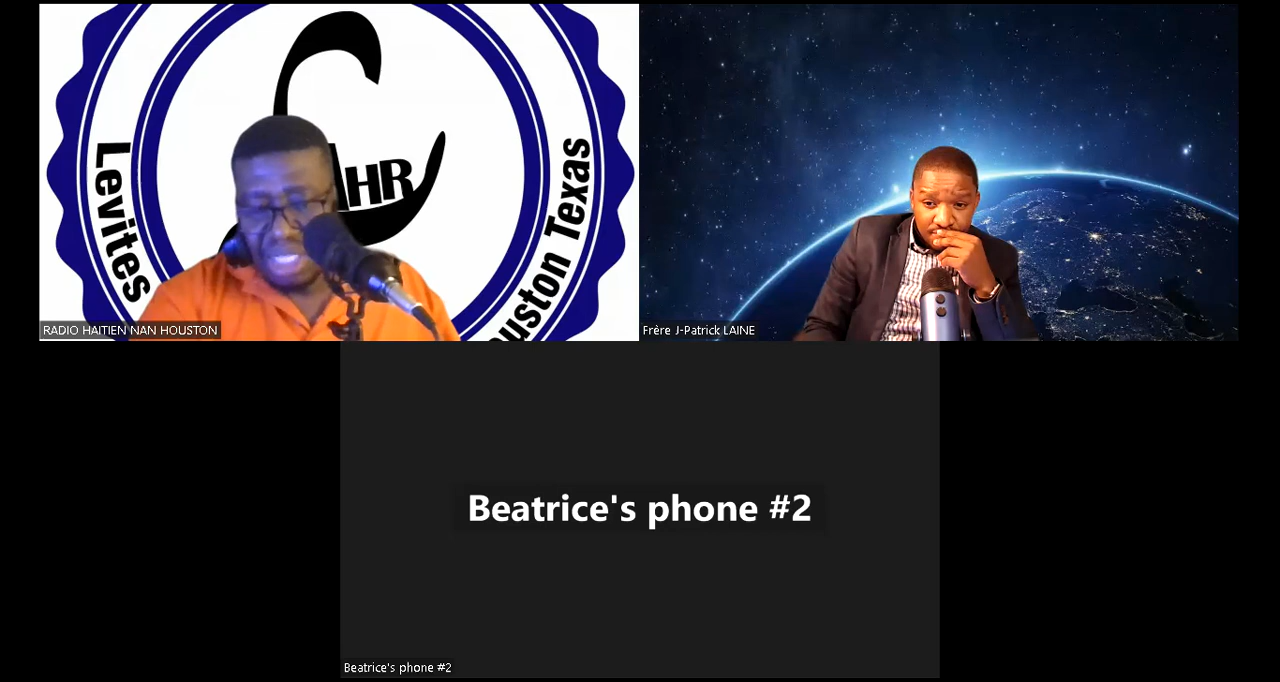 Levites
HR
Houston Texas
RADIO HAITIEN NAN HOUSTON
Frère J-Patrick LAINE
Beatrice's phone #2
Beatrice's phone #2